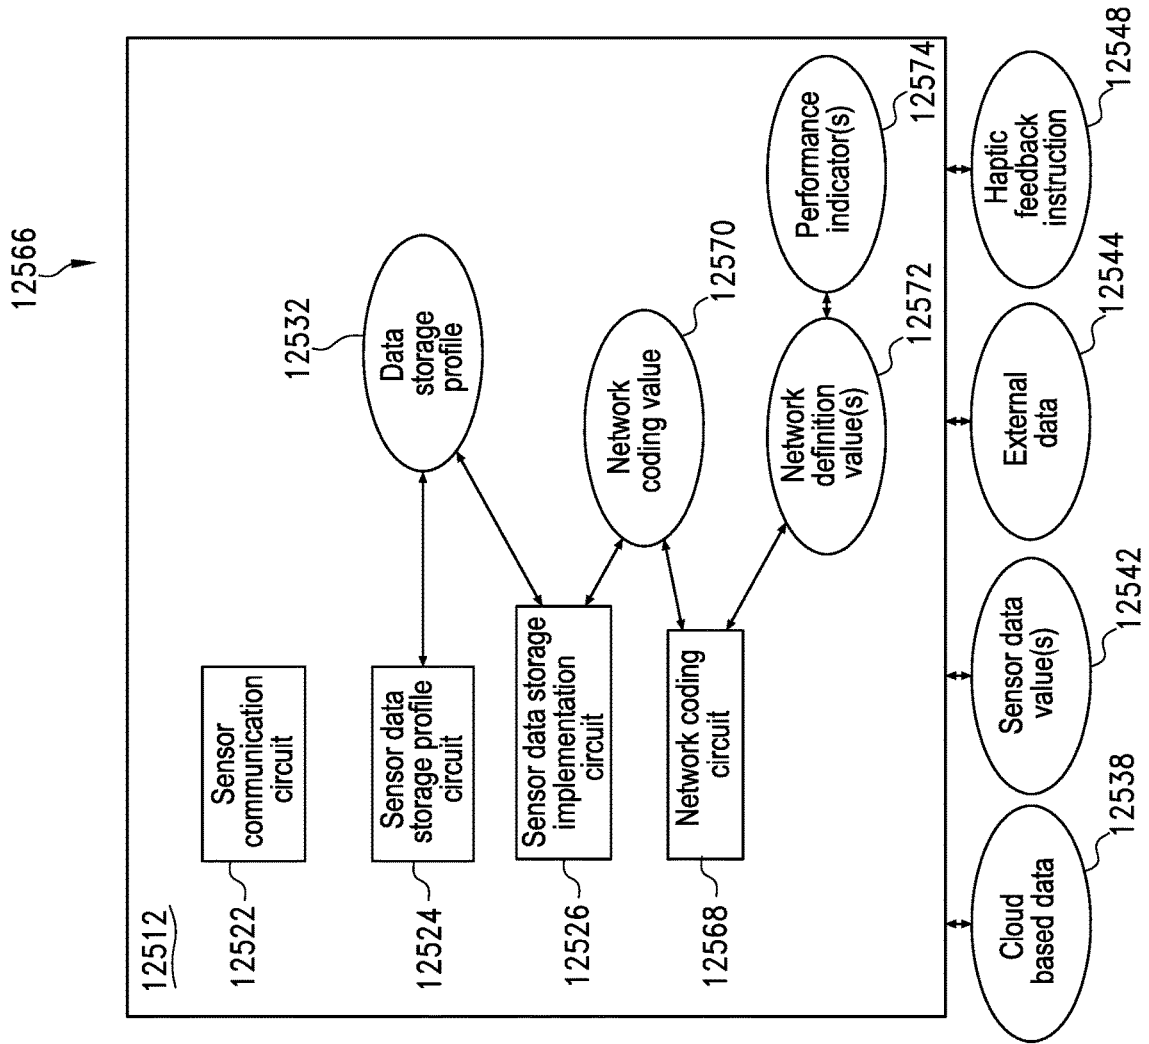 12566
12512
12522
Sensor
communication
circuit
12524
Sensor data
storage profile
circuit
12532
Data
storage
profile
12526
Sensor data storage
implementation
circuit
12568
Network coding
circuit
Network
coding value
12570
Network
definition
value(s)
12572
Performance
indicator(s)
12574
Cloud
based data
12538
Sensor data
value(s)
12542
External
data
12544
Haptic
feedback
instruction
12548